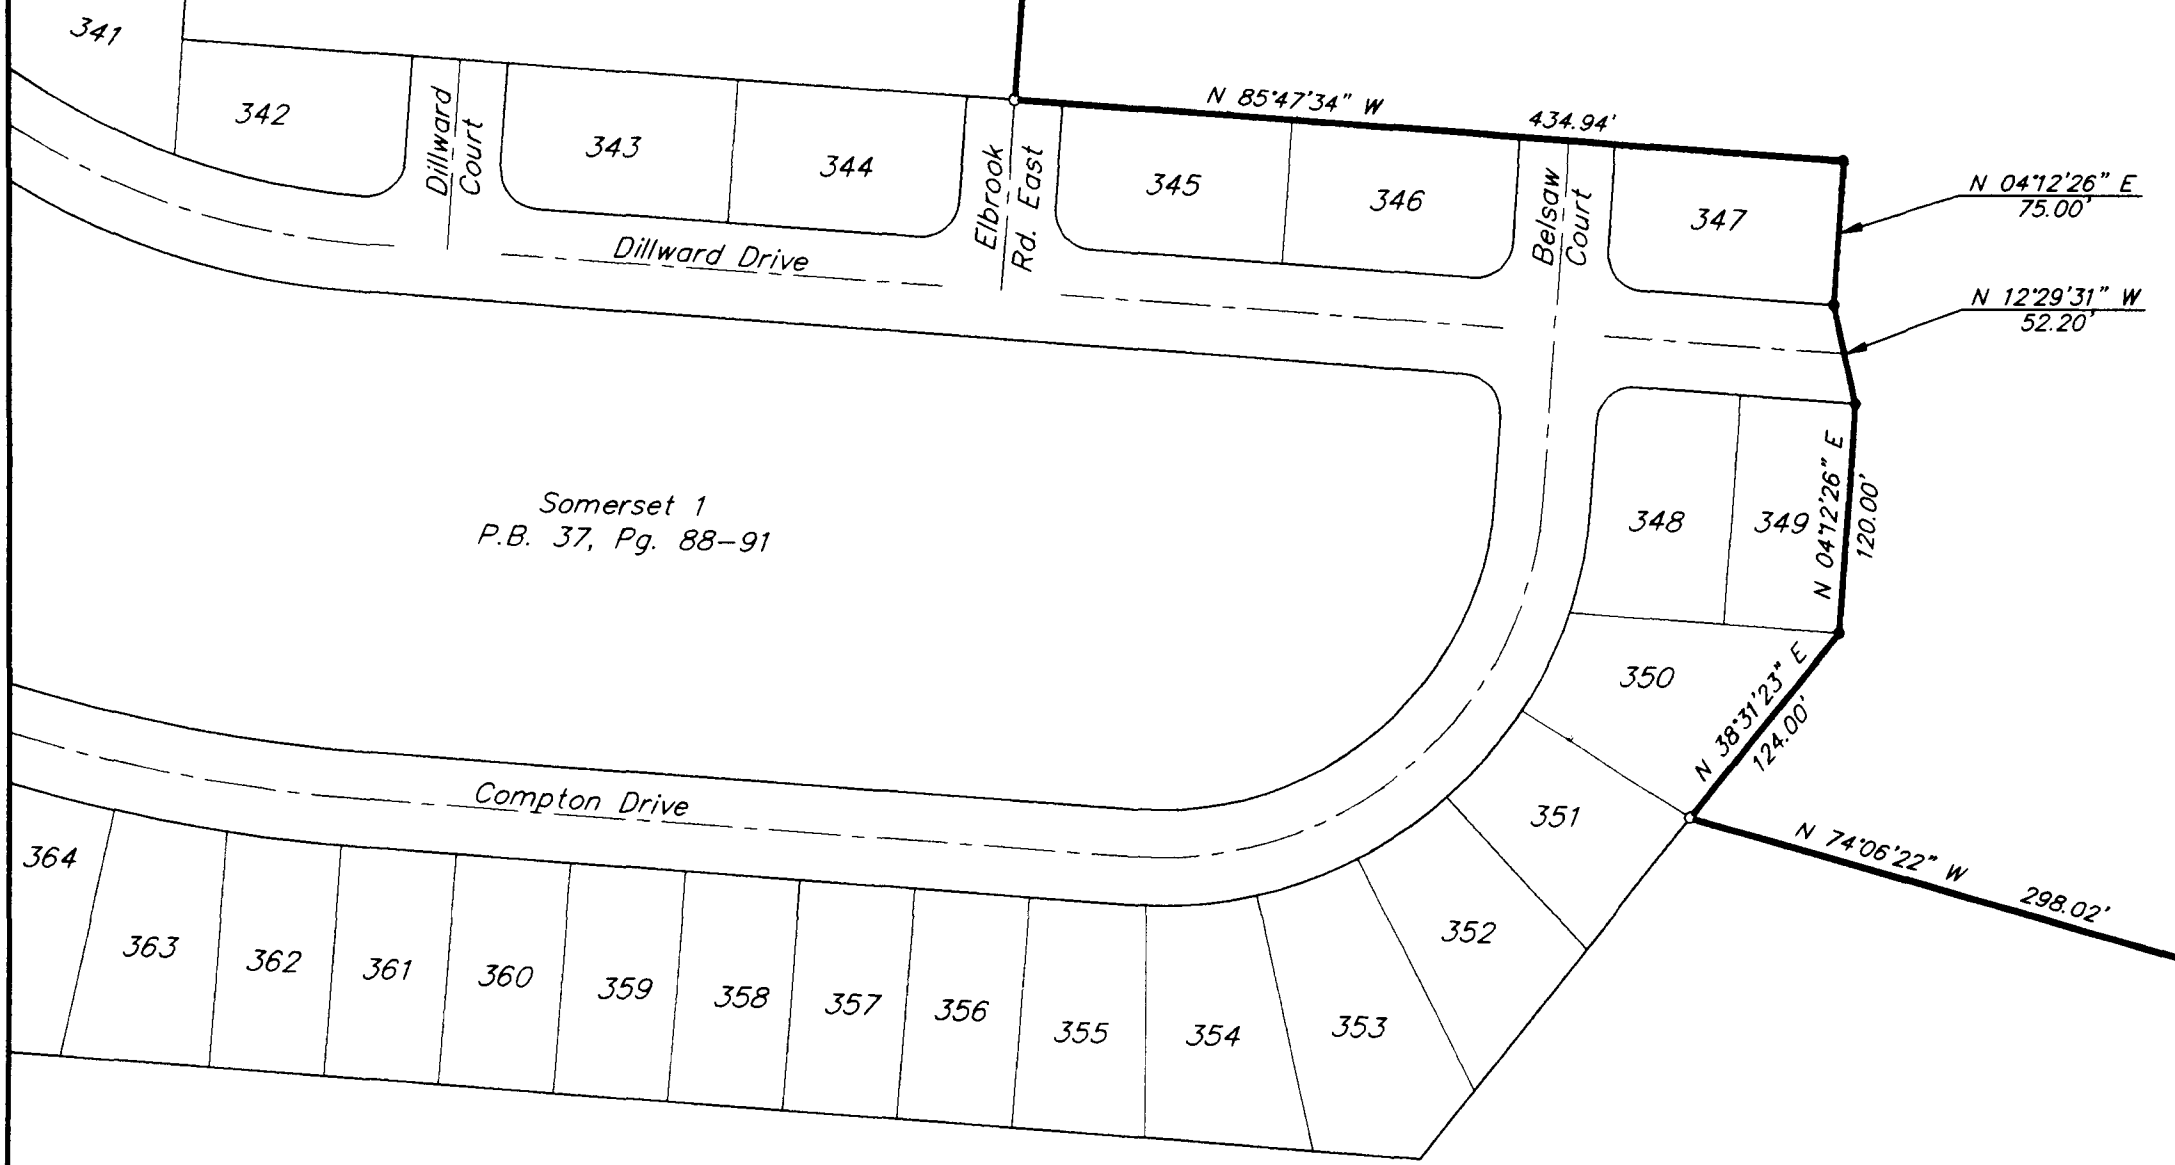 341
342
Dillward
Court
343
344
Elbrook
Rd. East
N 85°47'34" W
434.94'
345
346
Belsaw
Court
347
N 04°12'26" E
75.00'
N 12°29'31" W
52.20'
Dillward Drive
Somerset 1
P.B. 37, Pg. 88-91
348
349
N 04°12'26" E
120.00'
350
N 38°31'23" E
124.00'
351
N 74°06'22" W
298.02'
Compton Drive
364
363
362
361
360
359
358
357
356
355
354
353
352